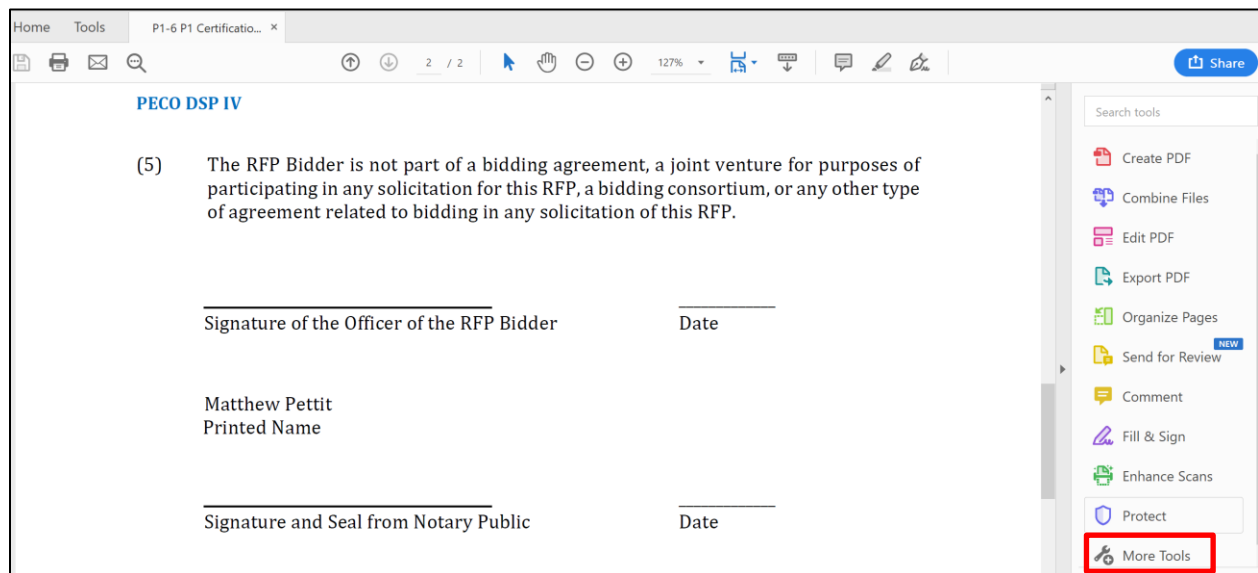 Home Tools P1-6 P1 Certificatio... ×
2 / 2 127% Share
PECO DSP IV
(5) The RFP Bidder is not part of a bidding agreement, a joint venture for purposes of
participating in any solicitation for this RFP, a bidding consortium, or any other type
of agreement related to bidding in any solicitation of this RFP.
Signature of the Officer of the RFP Bidder Date
Matthew Pettit
Printed Name
Signature and Seal from Notary Public Date
Search tools
Create PDF
Combine Files
Edit PDF
Export PDF
Organize Pages
NEW
Send for Review
Comment
Fill & Sign
Enhance Scans
Protect
More Tools